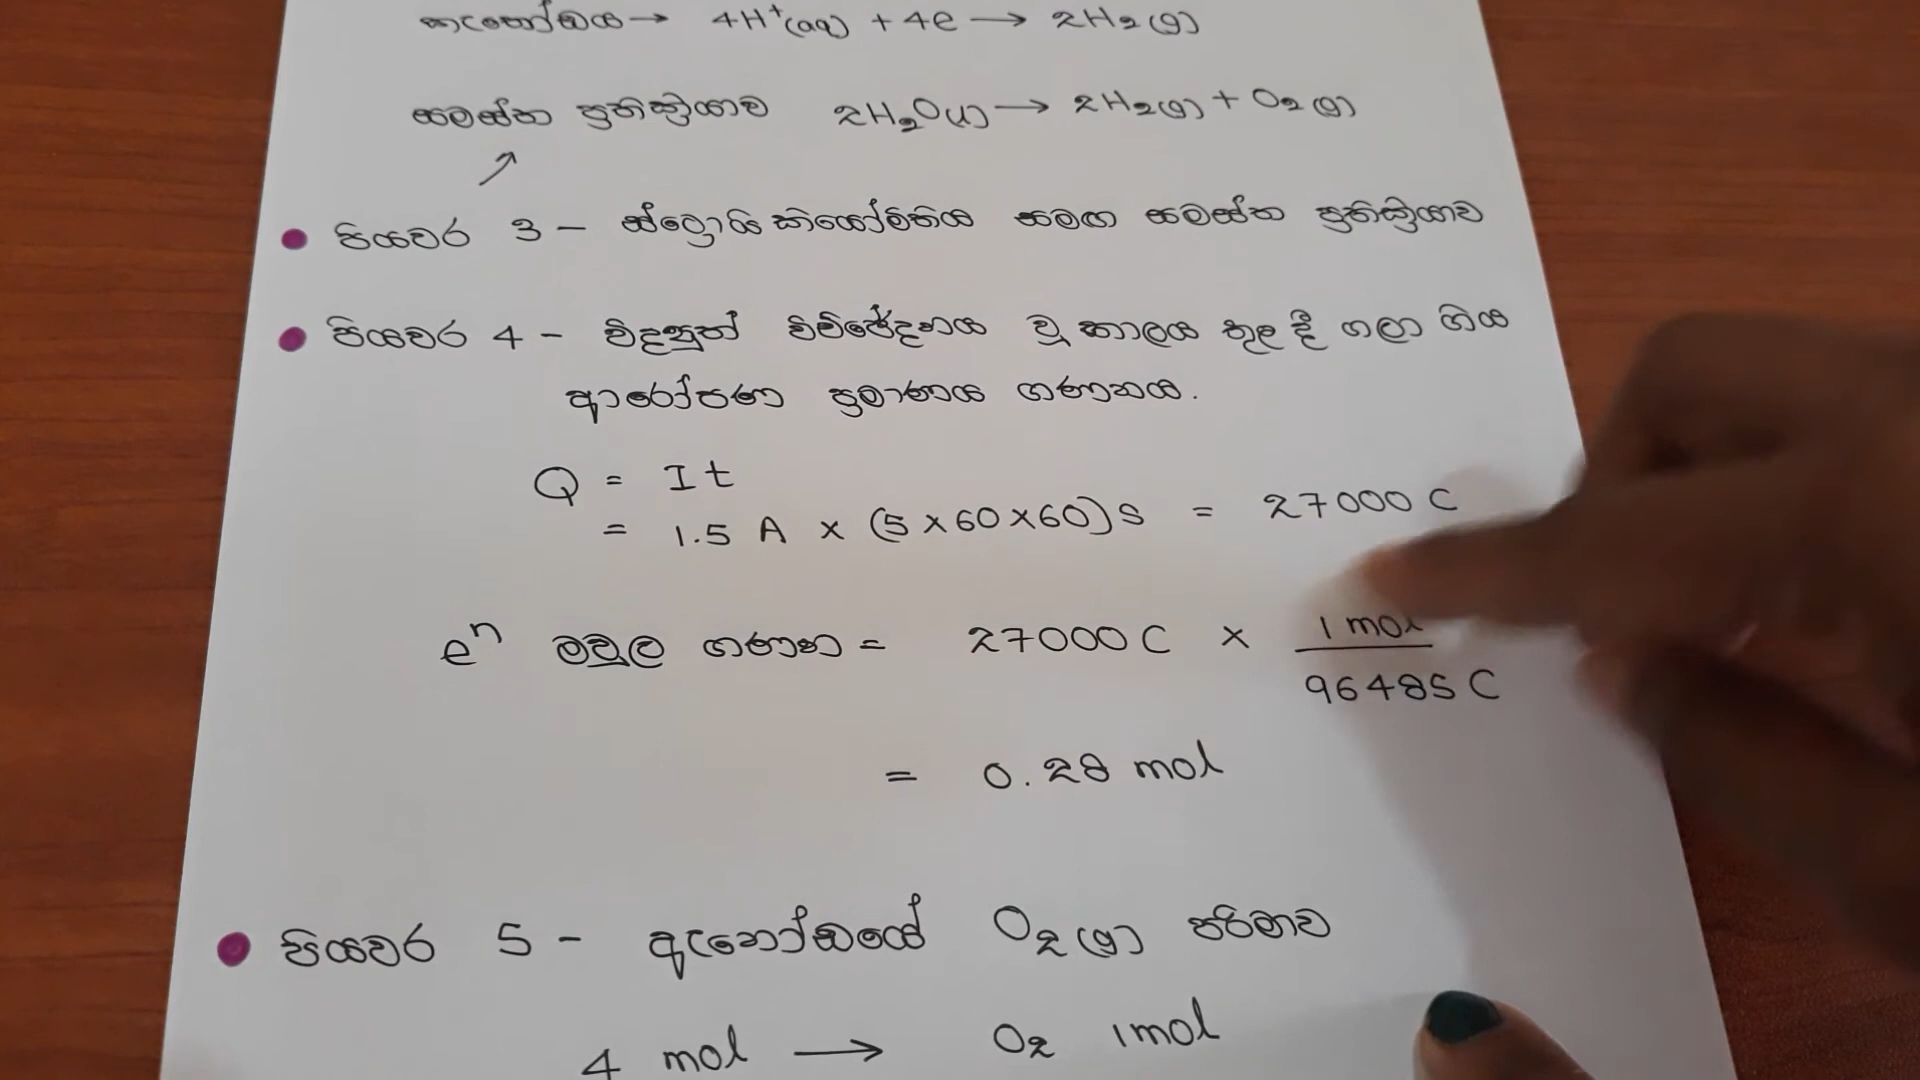 කැතෝඩය → 4H⁺(aq) + 4e → 2H₂(g)
සමස්ත ප්‍රතික්‍රියාව 2H₂O(l) → 2H₂(g) + O₂(g)
↗
• පියවර 3 – ස්ටොයිකියෝමිතිය සමග සමස්ත ප්‍රතික්‍රියාව
• පියවර 4 – විද්‍යුත් විච්ඡේදනය වූ කාලය තුල දී ගලා ගිය
ආරෝපණ ප්‍රමාණය ගණනය.
Q = It
= 1.5 A × (5×60×60)s = 27000 C
eⁿ මවුල ගණන = 27000 C × 1 mol / 96485 C
= 0.28 mol
• පියවර 5 – ඇනෝඩයේ O₂(g) පරිමාව
4 mol → O₂ 1mol